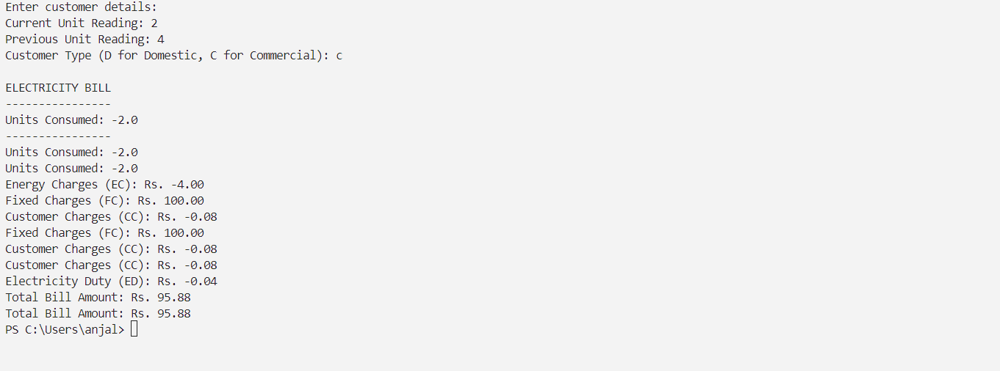 Enter customer details:
Current Unit Reading: 2
Previous Unit Reading: 4
Customer Type (D for Domestic, C for Commercial): c
ELECTRICITY BILL
----------------
Units Consumed: -2.0
----------------
Units Consumed: -2.0
Units Consumed: -2.0
Energy Charges (EC): Rs. -4.00
Fixed Charges (FC): Rs. 100.00
Customer Charges (CC): Rs. -0.08
Fixed Charges (FC): Rs. 100.00
Customer Charges (CC): Rs. -0.08
Customer Charges (CC): Rs. -0.08
Electricity Duty (ED): Rs. -0.04
Total Bill Amount: Rs. 95.88
Total Bill Amount: Rs. 95.88
PS C:\Users\anjal>